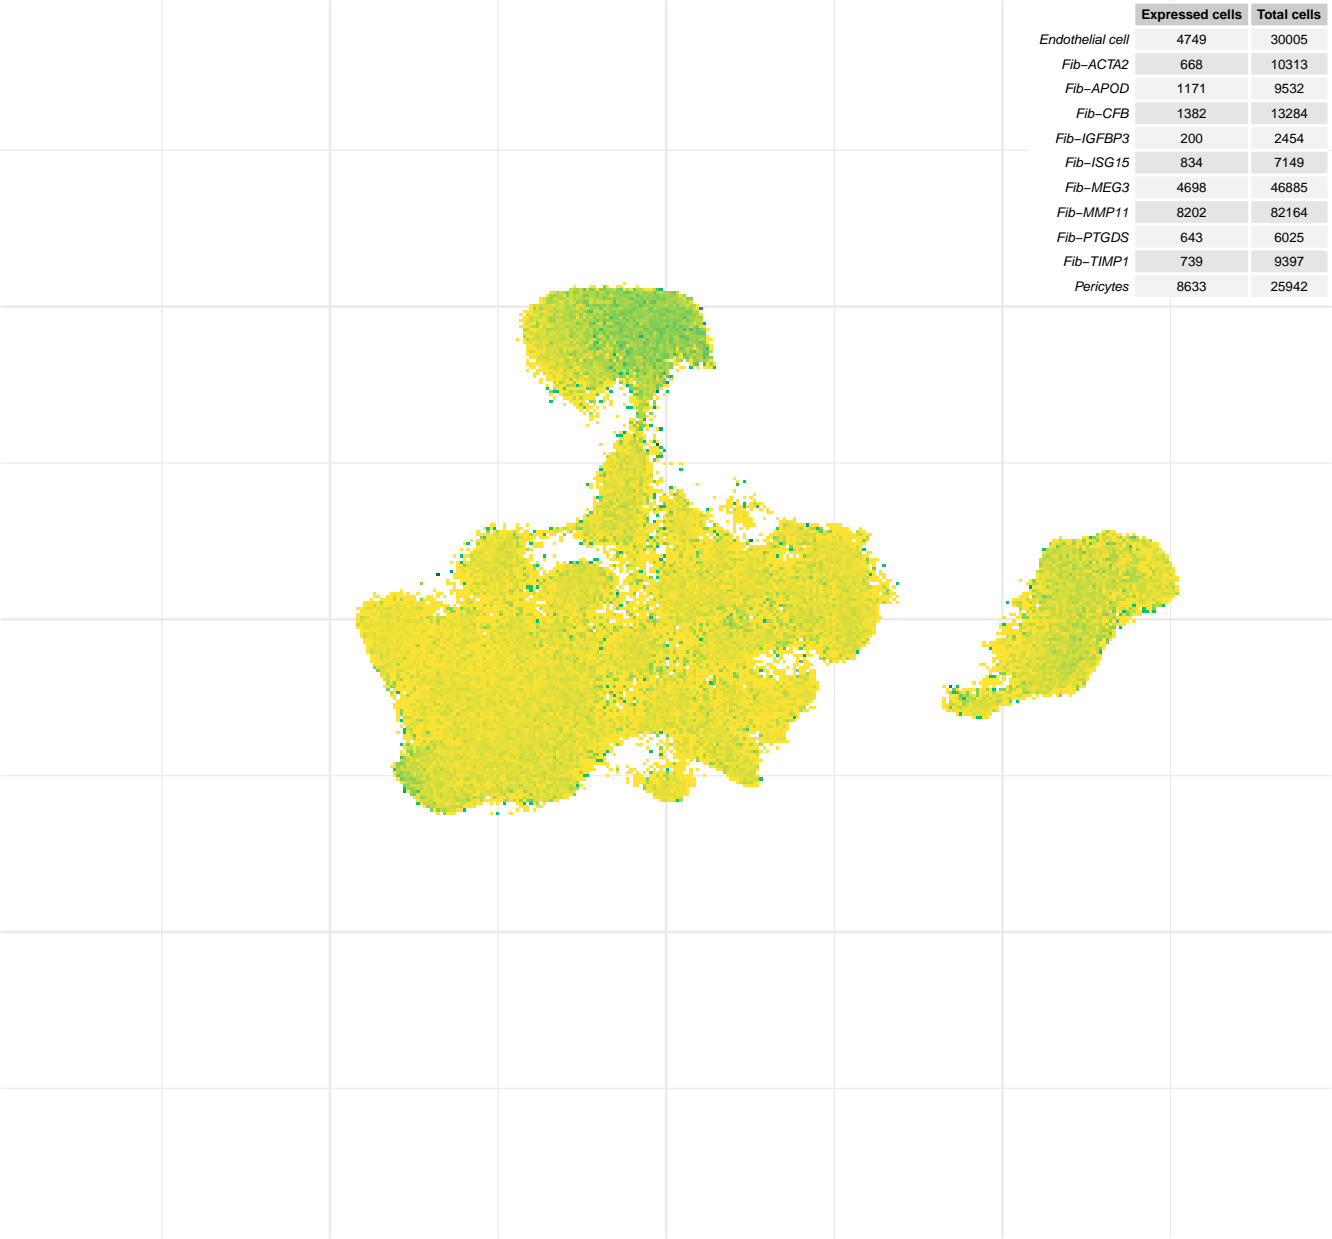 Expressed cells Total cells
Endothelial cell 4749 30005
Fib−ACTA2 668 10313
Fib−APOD 1171 9532
Fib−CFB 1382 13284
Fib−IGFBP3 200 2454
Fib−ISG15 834 7149
Fib−MEG3 4698 46885
Fib−MMP11 8202 82164
Fib−PTGDS 643 6025
Fib−TIMP1 739 9397
Pericytes 8633 25942